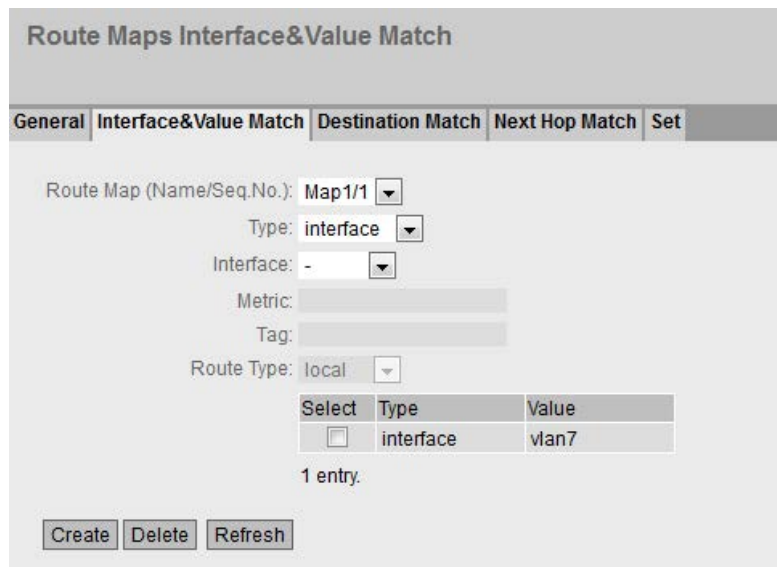 Route Maps Interface&Value Match
General Interface&Value Match Destination Match Next Hop Match Set
Route Map (Name/Seq.No.): Map1/1
Type: interface
Interface: -
Metric:
Tag:
Route Type: local
Select Type Value
interface vlan7
1 entry.
Create Delete Refresh